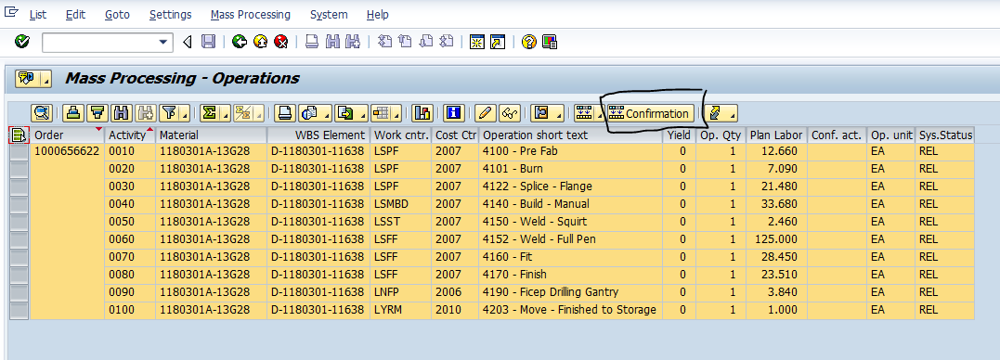 List Edit Goto Settings Mass Processing System Help
Mass Processing - Operations
Confirmation
Order Activity Material WBS Element Work cntr. Cost Ctr Operation short text Yield Op. Qty Plan Labor Conf. act. Op. unit Sys.Status
1000656622 0010 1180301A-13G28 D-1180301-11638 LSPF 2007 4100 - Pre Fab 0 1 12.660 EA REL
0020 1180301A-13G28 D-1180301-11638 LSPF 2007 4101 - Burn 0 1 7.090 EA REL
0030 1180301A-13G28 D-1180301-11638 LSPF 2007 4122 - Splice - Flange 0 1 21.480 EA REL
0040 1180301A-13G28 D-1180301-11638 LSMBD 2007 4140 - Build - Manual 0 1 33.680 EA REL
0050 1180301A-13G28 D-1180301-11638 LSST 2007 4150 - Weld - Squirt 0 1 2.460 EA REL
0060 1180301A-13G28 D-1180301-11638 LSFF 2007 4152 - Weld - Full Pen 0 1 125.000 EA REL
0070 1180301A-13G28 D-1180301-11638 LSFF 2007 4160 - Fit 0 1 28.450 EA REL
0080 1180301A-13G28 D-1180301-11638 LSFF 2007 4170 - Finish 0 1 23.510 EA REL
0090 1180301A-13G28 D-1180301-11638 LNFP 2006 4190 - Ficep Drilling Gantry 0 1 3.840 EA REL
0100 1180301A-13G28 D-1180301-11638 LYRM 2010 4203 - Move - Finished to Storage 0 1 1.000 EA REL